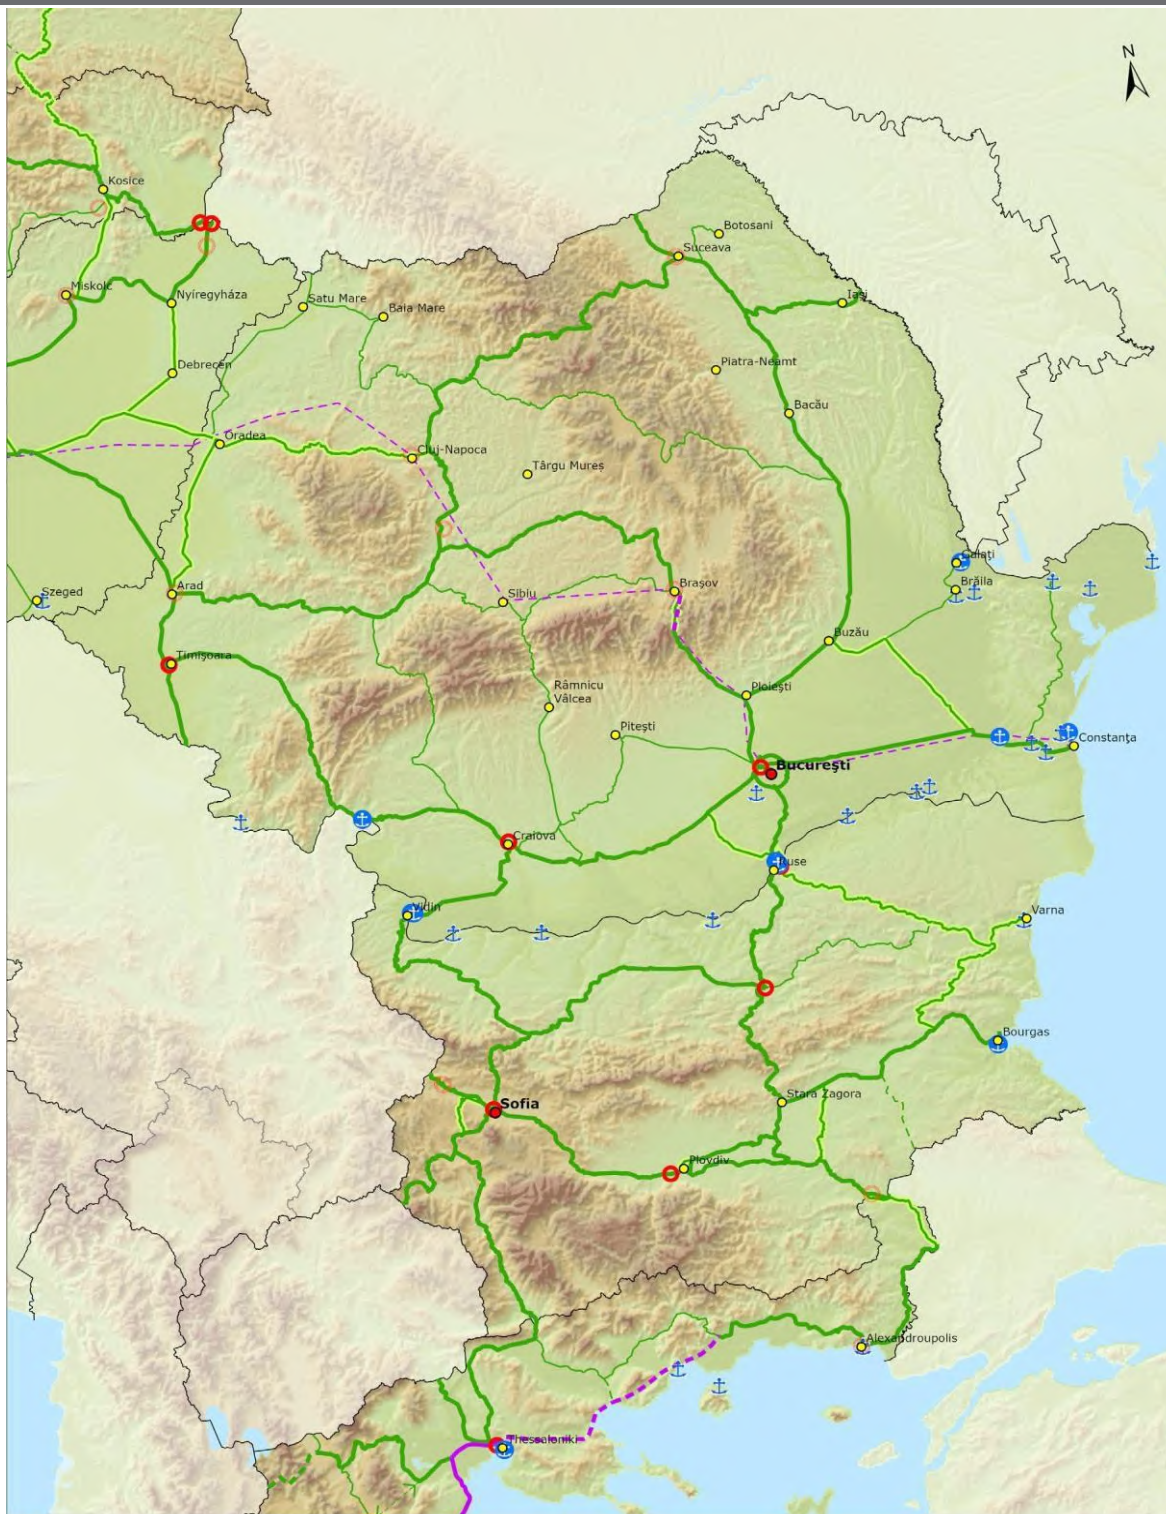 N
Kosice
Botosani
Suceava
Miskolc
Nyíregyháza
Satu Mare
Baia Mare
Iaşi
Debrecen
Piatra-Neamt
Bacău
Oradea
Cluj-Napoca
Târgu Mureş
Galaţi
Szeged
Arad
Sibiu
Braşov
Brăila
Timişoara
Buzău
Râmnicu
Vâlcea
Ploieşti
Piteşti
Constanţa
Bucureşti
Craiova
Ruse
Vidin
Varna
Bourgas
Sofia
Stara Zagora
Plovdiv
Alexandroupolis
Thessaloniki